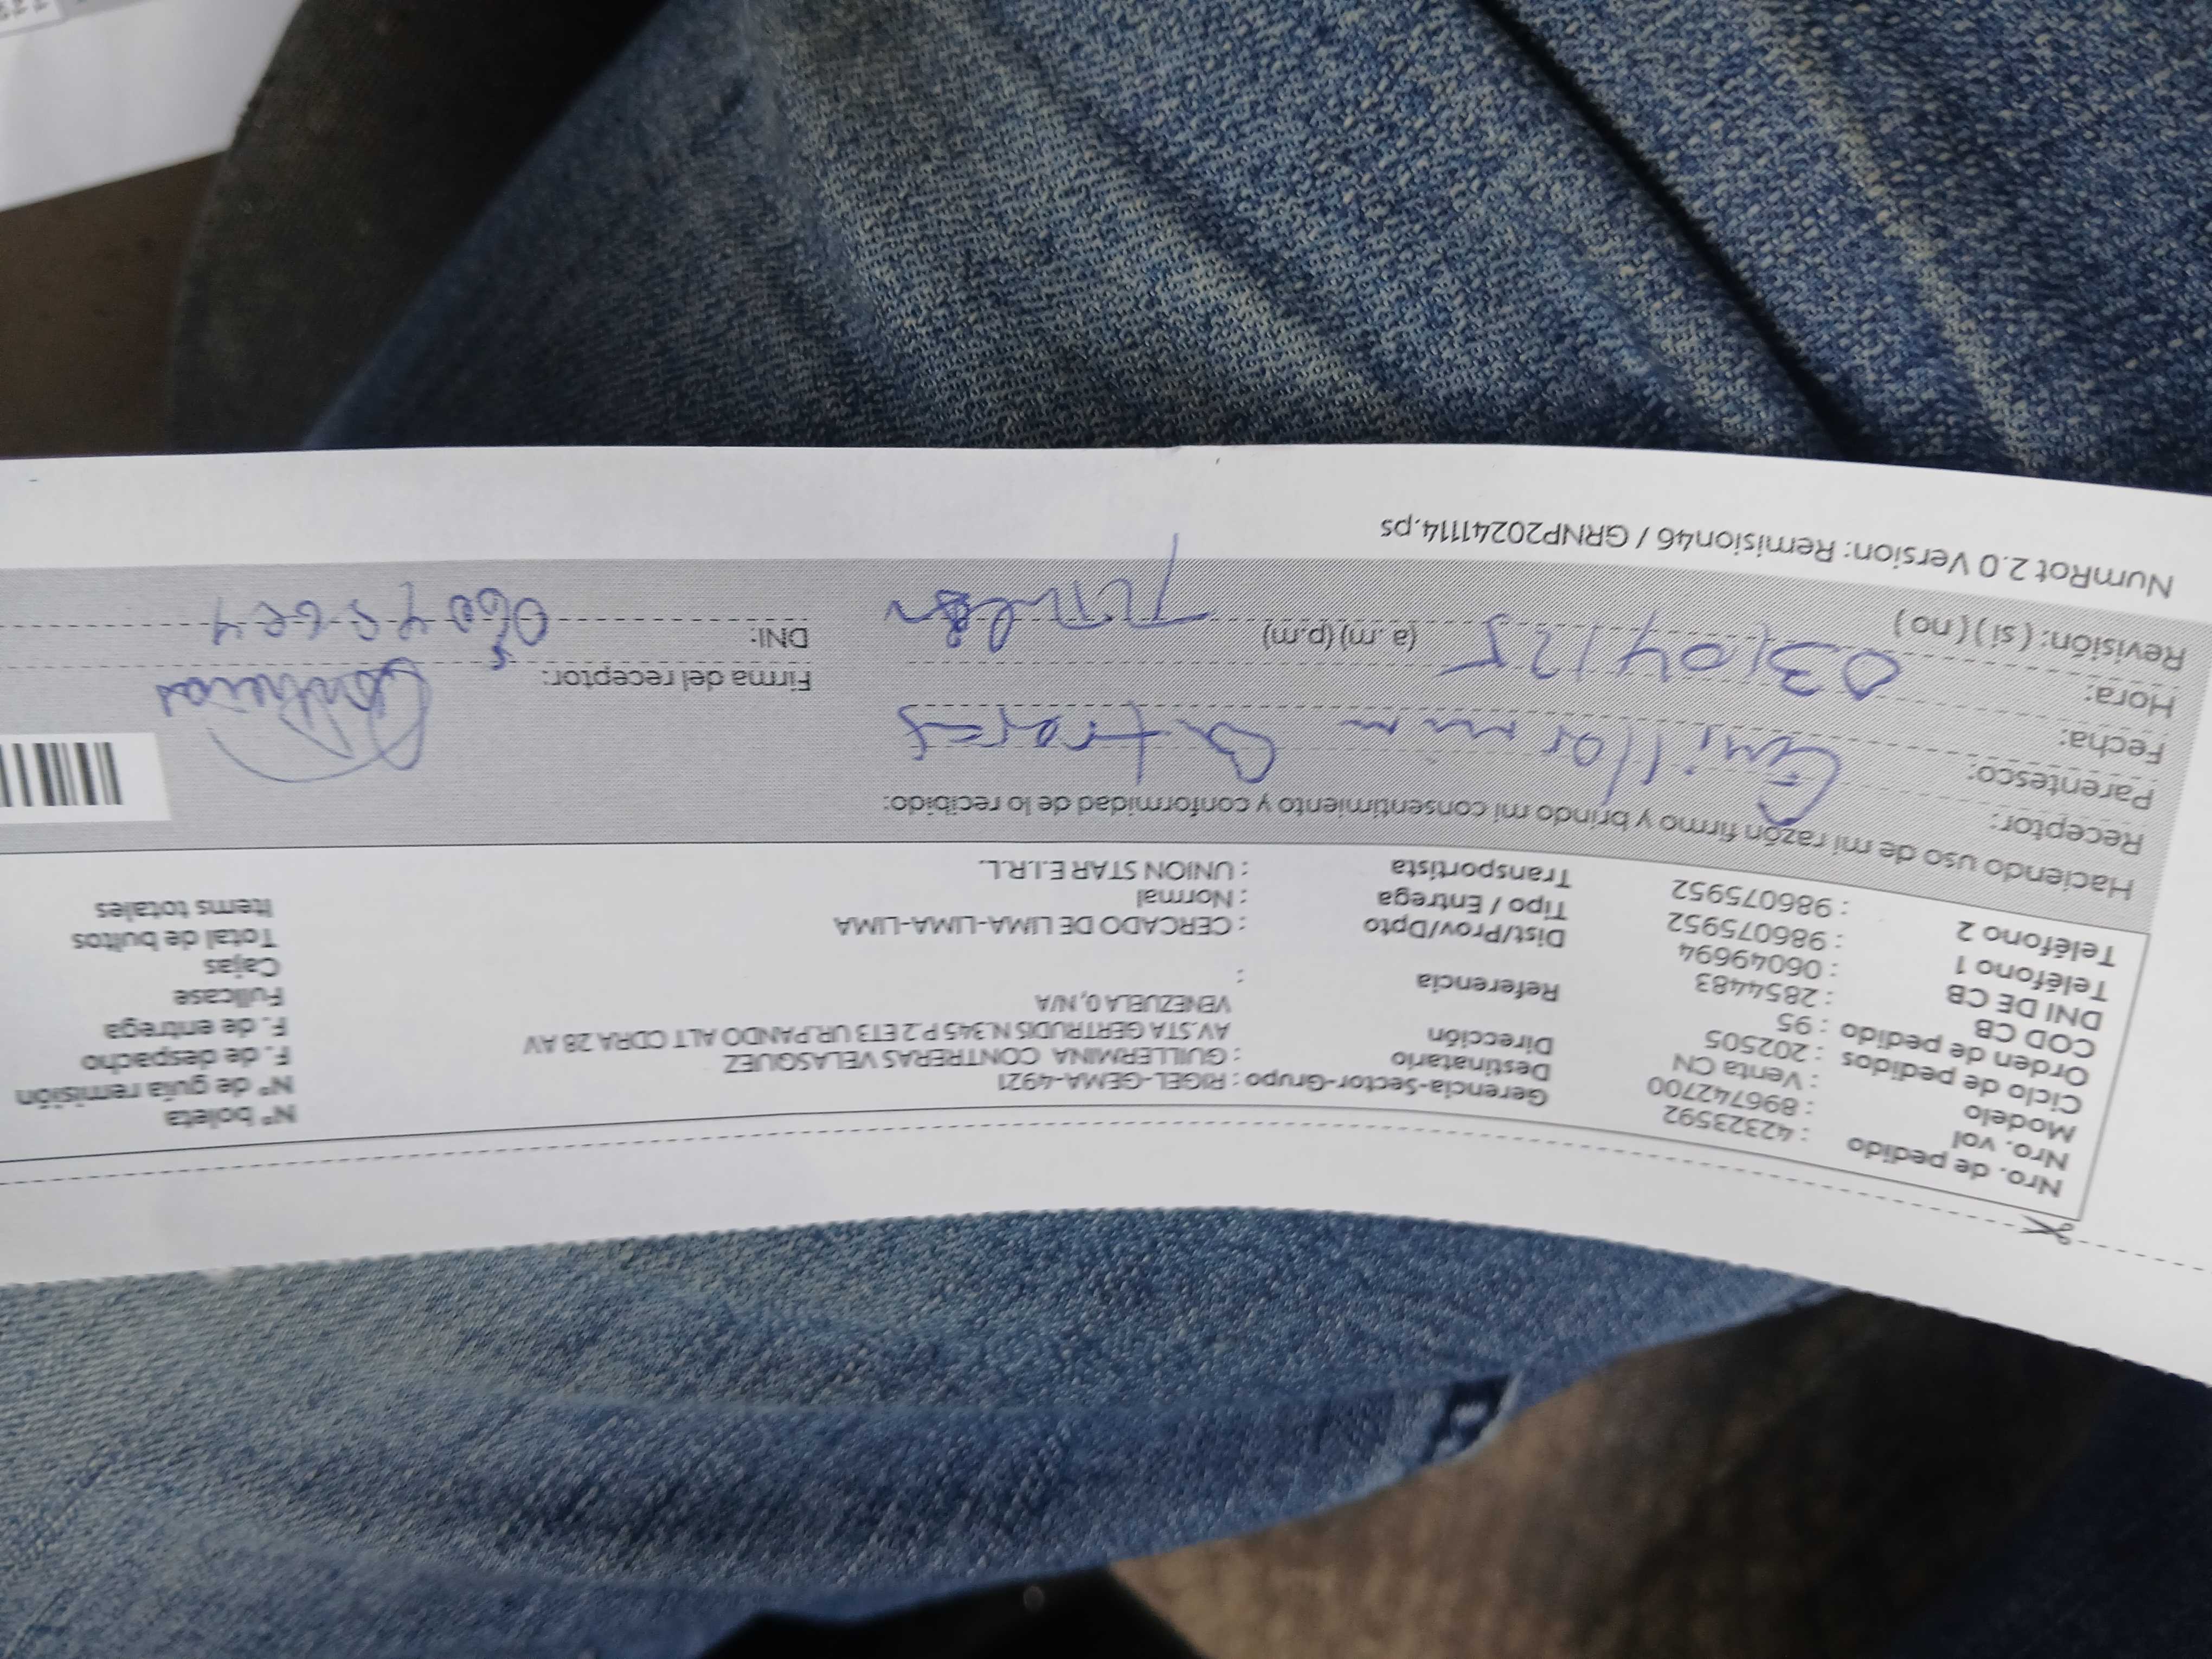 Nro. de pedido : 42323592 Gerencia-Sector-Grupo : RIGEL-GEMA-4921 N° boleta
Nro. vol : 896742700 Destinatario : GUILLERMINA CONTRERAS VELASQUEZ N° de guía remisión
Modelo : Venta CN Dirección AV.STA GERTRUDIS N.345 P.2 ET3 UR.PANDO ALT CDRA 28 AV F. de despacho
Ciclo de pedidos : 202505 VENEZUELA 0, N/A F. de entrega
Orden de pedido : 95 Referencia : Fullcase
COD CB : 2854483 Cajas
DNI DE CB : 06049694 Dist/Prov/Dpto : CERCADO DE LIMA-LIMA-LIMA Total de bultos
Teléfono 1 : 986075952 Tipo / Entrega : Normal Items totales
Teléfono 2 : 986075952 Transportista : UNION STAR E.I.R.L.
Haciendo uso de mi razón firmo y brindo mi consentimiento y conformidad de lo recibido:
Receptor:
Parentesco:
Fecha: 03/04/25 Firma del receptor: Contreras
Hora: (a. m) (p.m) DNI:
Revisión: ( si ) ( no )
NumRot 2.0 Version: Remision46 / GRNP20241114.ps